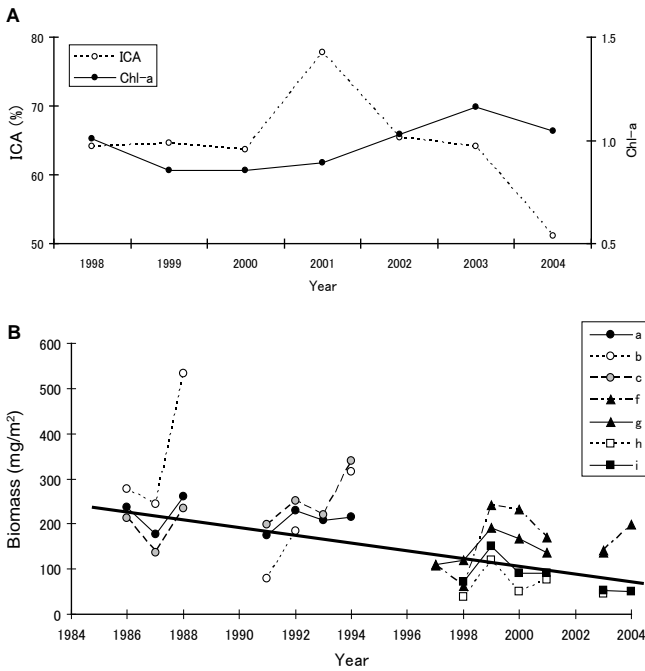 A
80
70
60
50
ICA (%)
ICA
Chl-a
1.5
1.0
0.5
Chl-a
1998 1999 2000 2001 2002 2003 2004
Year
B
600
500
400
300
200
100
0
Biomass (mg/m²)
a
b
c
f
g
h
i
1984 1986 1988 1990 1992 1994 1996 1998 2000 2002 2004
Year